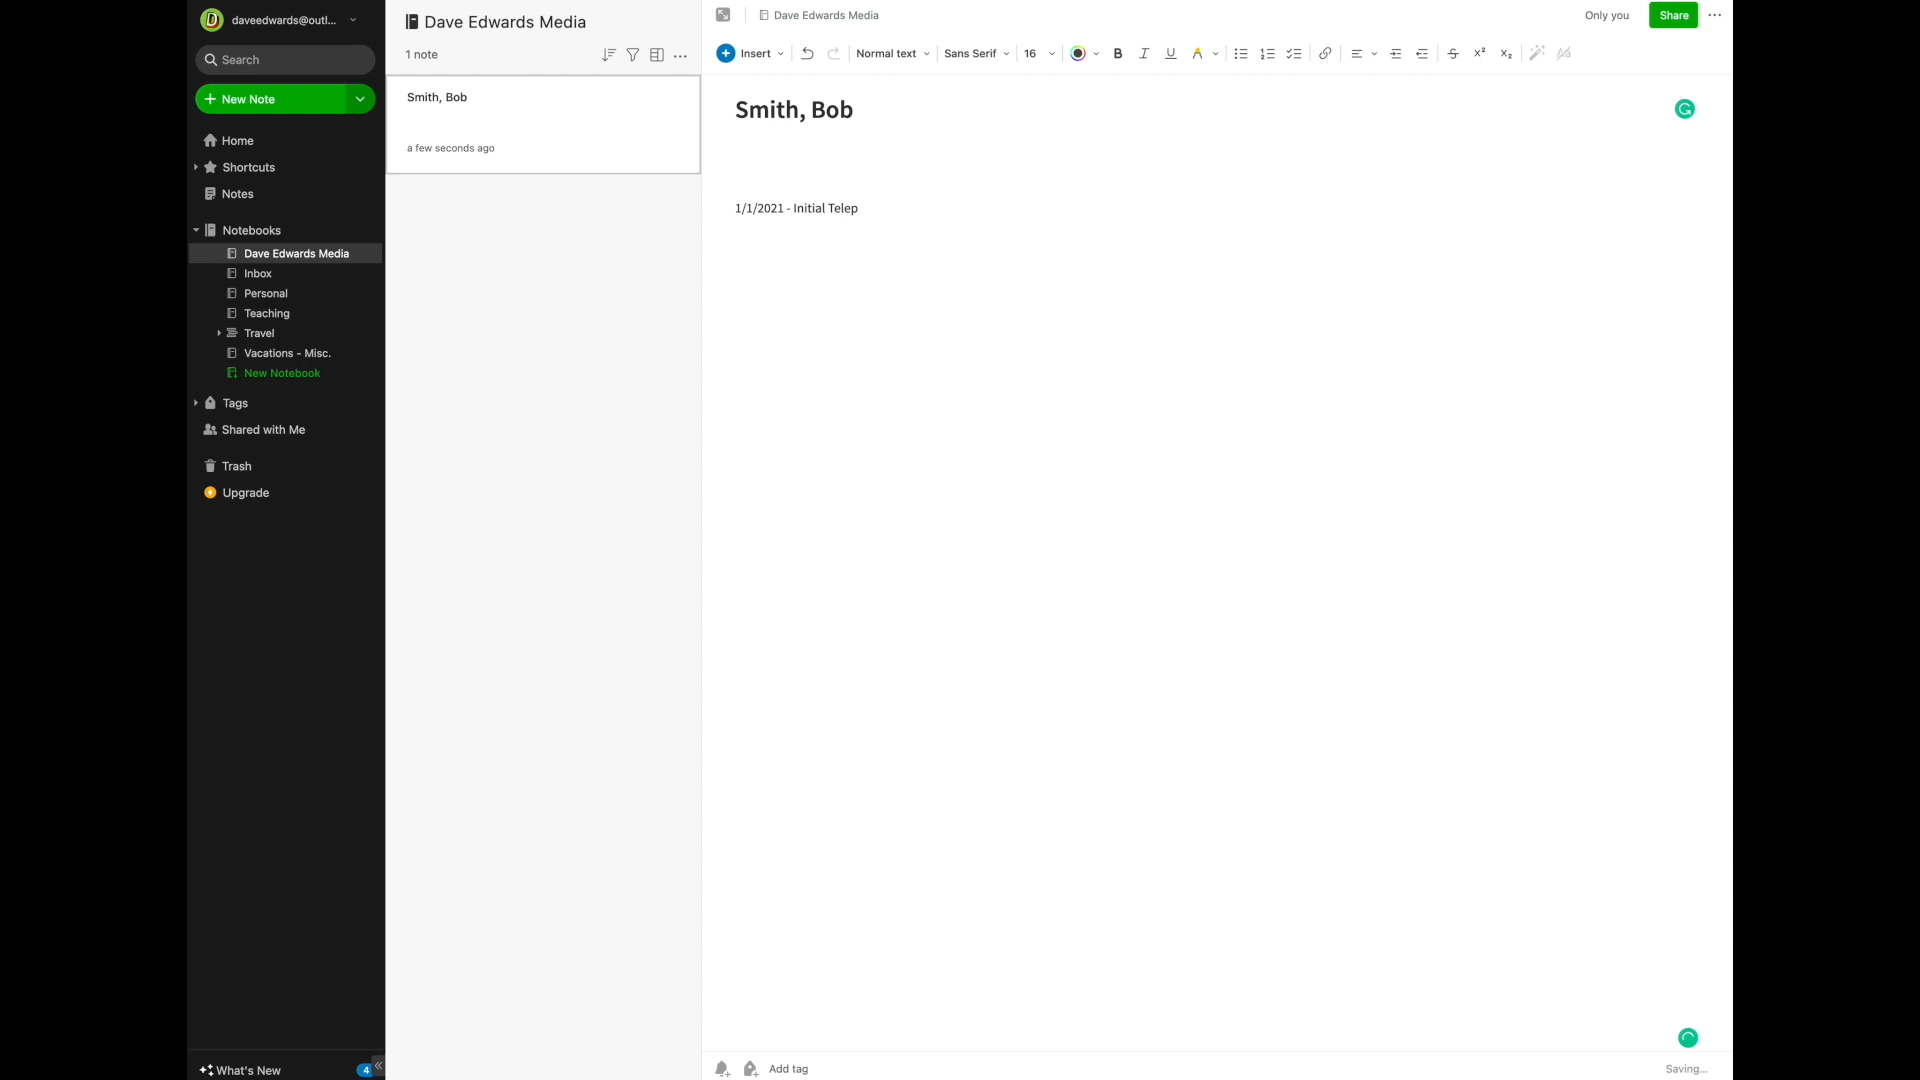 D daveedwards@outl...
Search
New Note
Home
Shortcuts
Notes
Notebooks
Dave Edwards Media
Inbox
Personal
Teaching
Travel
Vacations - Misc.
New Notebook
Tags
Shared with Me
Trash
Upgrade
What's New 4
Dave Edwards Media
1 note
Smith, Bob
a few seconds ago
Dave Edwards Media Only you Share
Insert Normal text Sans Serif 16 B I U A
Smith, Bob
1/1/2021 - Initial Telep
Add tag Saving...